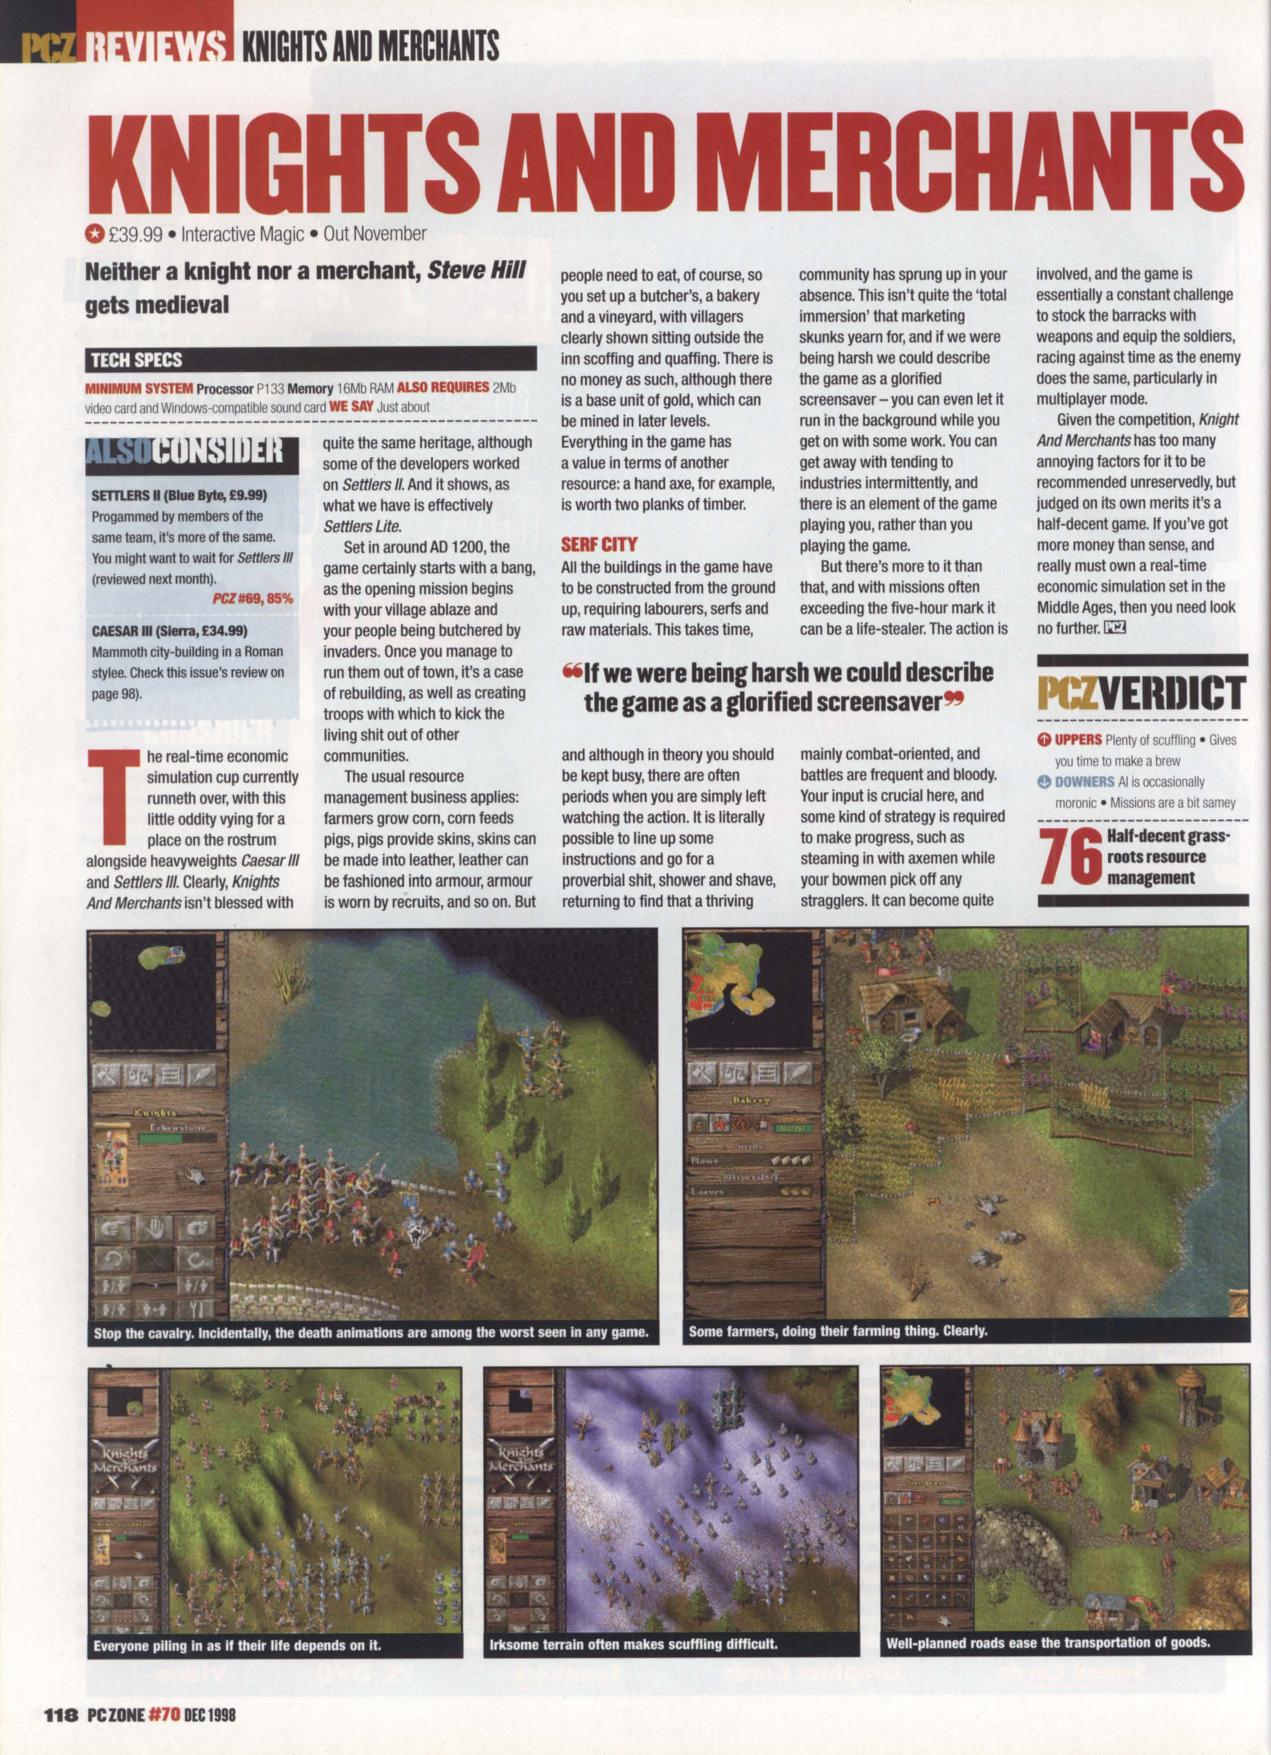 PCZ REVIEWS KNIGHTS AND MERCHANTS
KNIGHTS AND MERCHANTS
£39.99 • Interactive Magic • Out November
Neither a knight nor a merchant, Steve Hill
gets medieval
TECH SPECS
MINIMUM SYSTEM Processor P133 Memory 16Mb RAM ALSO REQUIRES 2Mb
video card and Windows-compatible sound card WE SAY Just about
ALSO CONSIDER
SETTLERS II (Blue Byte, £9.99)
Progammed by members of the
same team, it's more of the same.
You might want to wait for Settlers III
(reviewed next month).
PCZ #69, 85%
CAESAR III (Sierra, £34.99)
Mammoth city-building in a Roman
stylee. Check this issue's review on
page 98).
The real-time economic
simulation cup currently
runneth over, with this
little oddity vying for a
place on the rostrum
alongside heavyweights Caesar III
and Settlers III. Clearly, Knights
And Merchants isn't blessed with
quite the same heritage, although
some of the developers worked
on Settlers II. And it shows, as
what we have is effectively
Settlers Lite.
Set in around AD 1200, the
game certainly starts with a bang,
as the opening mission begins
with your village ablaze and
your people being butchered by
invaders. Once you manage to
run them out of town, it's a case
of rebuilding, as well as creating
troops with which to kick the
living shit out of other
communities.
The usual resource
management business applies:
farmers grow corn, corn feeds
pigs, pigs provide skins, skins can
be made into leather, leather can
be fashioned into armour, armour
is worn by recruits, and so on. But
people need to eat, of course, so
you set up a butcher's, a bakery
and a vineyard, with villagers
clearly shown sitting outside the
inn scoffing and quaffing. There is
no money as such, although there
is a base unit of gold, which can
be mined in later levels.
Everything in the game has
a value in terms of another
resource: a hand axe, for example,
is worth two planks of timber.
SERF CITY
All the buildings in the game have
to be constructed from the ground
up, requiring labourers, serfs and
raw materials. This takes time,
and although in theory you should
be kept busy, there are often
periods when you are simply left
watching the action. It is literally
possible to line up some
instructions and go for a
proverbial shit, shower and shave,
returning to find that a thriving
community has sprung up in your
absence. This isn't quite the 'total
immersion' that marketing
skunks yearn for, and if we were
being harsh we could describe
the game as a glorified
screensaver – you can even let it
run in the background while you
get on with some work. You can
get away with tending to
industries intermittently, and
there is an element of the game
playing you, rather than you
playing the game.
But there's more to it than
that, and with missions often
exceeding the five-hour mark it
can be a life-stealer. The action is
mainly combat-oriented, and
battles are frequent and bloody.
Your input is crucial here, and
some kind of strategy is required
to make progress, such as
steaming in with axemen while
your bowmen pick off any
stragglers. It can become quite
involved, and the game is
essentially a constant challenge
to stock the barracks with
weapons and equip the soldiers,
racing against time as the enemy
does the same, particularly in
multiplayer mode.
Given the competition, Knight
And Merchants has too many
annoying factors for it to be
recommended unreservedly, but
judged on its own merits it's a
half-decent game. If you've got
more money than sense, and
really must own a real-time
economic simulation set in the
Middle Ages, then you need look
no further. PCZ
“If we were being harsh we could describe
the game as a glorified screensaver”
PCZ VERDICT
UPPERS Plenty of scuffling • Gives
you time to make a brew
DOWNERS AI is occasionally
moronic • Missions are a bit samey
76 Half-decent grass-
roots resource
management
Knights
Exhaustion
Stop the cavalry. Incidentally, the death animations are among the worst seen in any game.
Bakery
needs
Flour
delivers(s)
Loaves
Some farmers, doing their farming thing. Clearly.
Knights
Merchants
Everyone piling in as if their life depends on it.
Knights
Merchants
Irksome terrain often makes scuffling difficult.
Well-planned roads ease the transportation of goods.
118 PC ZONE #70 DEC 1998